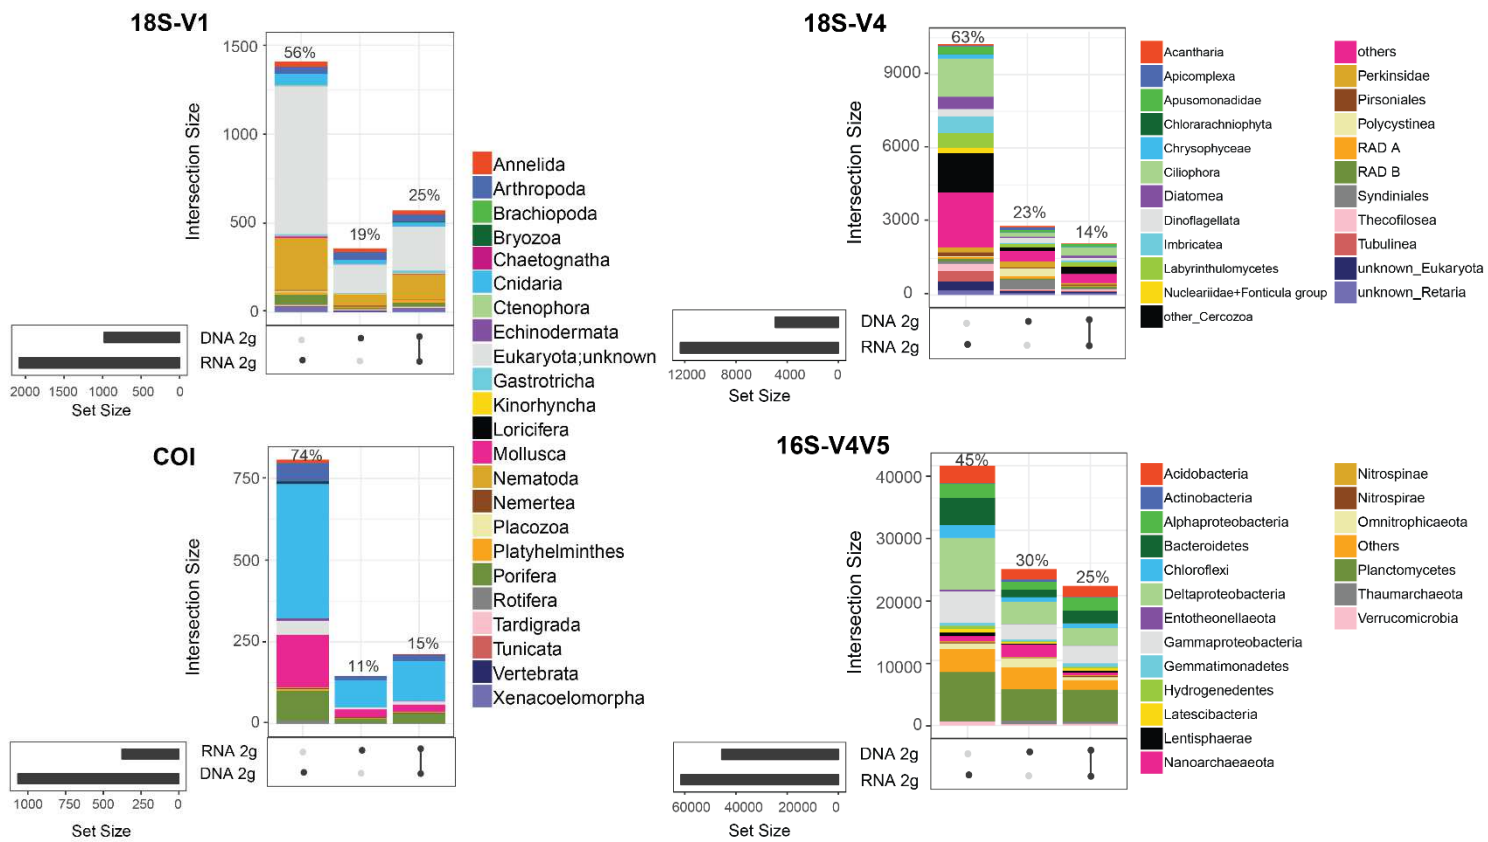 18S-V1
Intersection Size
1500
1000
500
0
56%
19%
25%
DNA 2g
RNA 2g
2000 1500 1000 500 0
Set Size
COI
Intersection Size
750
500
250
0
74%
11%
15%
RNA 2g
DNA 2g
1000 750 500 250 0
Set Size
Annelida
Arthropoda
Brachiopoda
Bryozoa
Chaetognatha
Cnidaria
Ctenophora
Echinodermata
Eukaryota;unknown
Gastrotricha
Kinorhyncha
Loricifera
Mollusca
Nematoda
Nemertea
Placozoa
Platyhelminthes
Porifera
Rotifera
Tardigrada
Tunicata
Vertebrata
Xenacoelomorpha
18S-V4
Intersection Size
9000
6000
3000
0
63%
23%
14%
DNA 2g
RNA 2g
12000 8000 4000 0
Set Size
Acantharia
Apicomplexa
Apusomonadidae
Chlorarachniophyta
Chrysophyceae
Ciliophora
Diatomea
Dinoflagellata
Imbricatea
Labyrinthulomycetes
Nucleariidae+Fonticula group
other_Cercozoa
others
Perkinsidae
Pirsoniales
Polycystinea
RAD A
RAD B
Syndiniales
Thecofilosea
Tubulinea
unknown_Eukaryota
unknown_Retaria
16S-V4V5
Intersection Size
40000
30000
20000
10000
0
45%
30%
25%
DNA 2g
RNA 2g
60000 40000 20000 0
Set Size
Acidobacteria
Actinobacteria
Alphaproteobacteria
Bacteroidetes
Chloroflexi
Deltaproteobacteria
Entotheonellaeota
Gammaproteobacteria
Gemmatimonadetes
Hydrogenedentes
Latescibacteria
Lentisphaerae
Nanoarchaeaeota
Nitrospinae
Nitrospirae
Omnitrophicaeota
Others
Planctomycetes
Thaumarchaeota
Verrucomicrobia